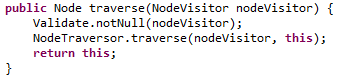 public Node traverse(NodeVisitor nodeVisitor) {
    Validate.notNull(nodeVisitor);
    NodeTraversor.traverse(nodeVisitor, this);
    return this;
}